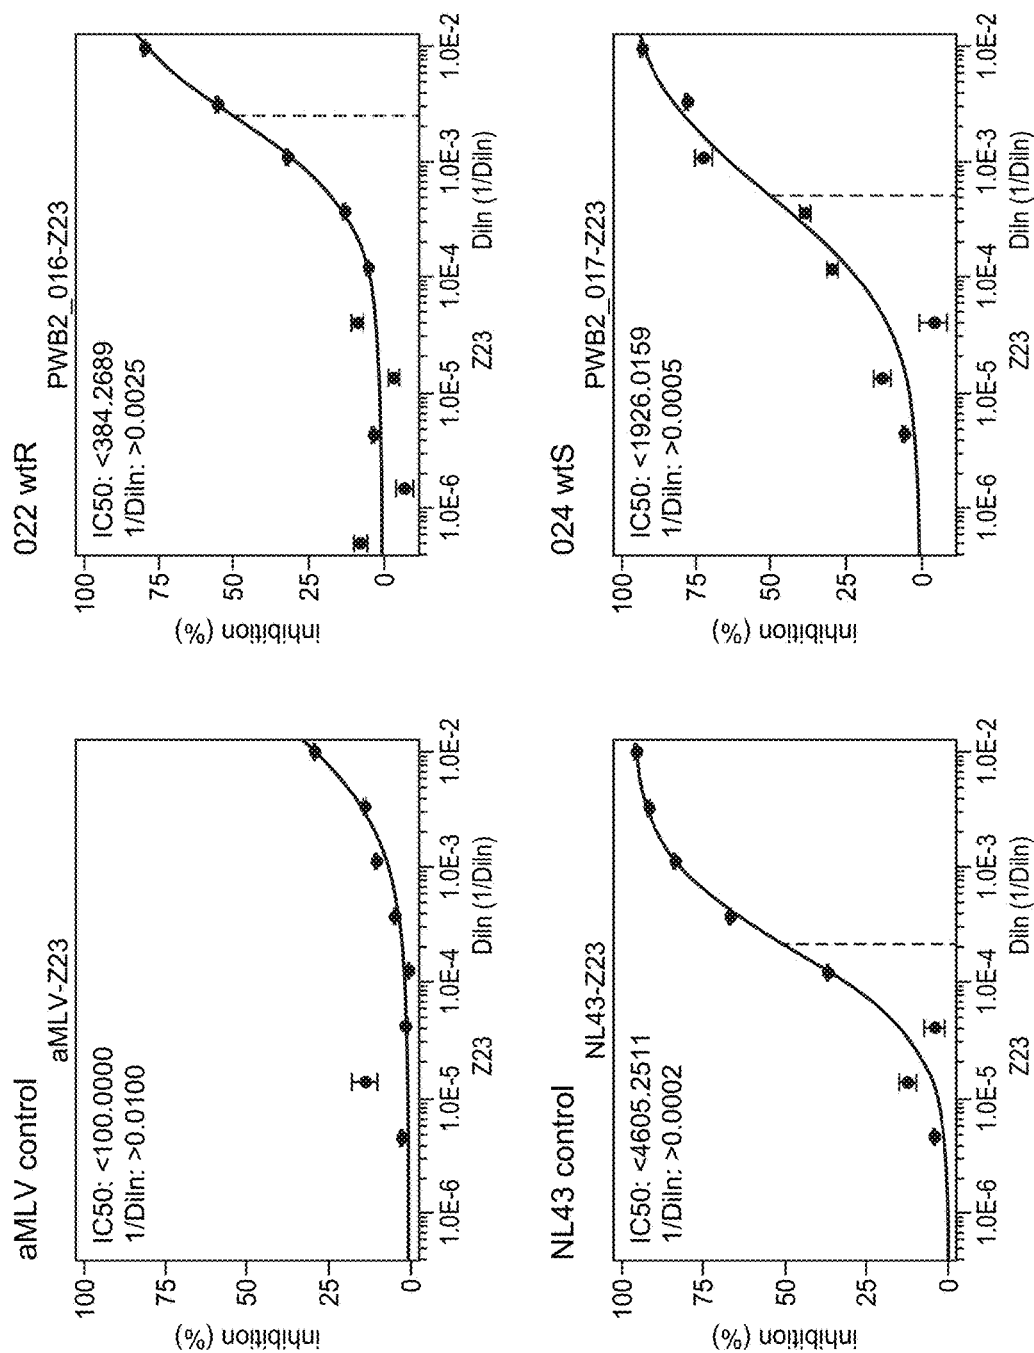 aMLV control
aMLV-Z23
IC50: <100.0000
1/Diln: >0.0100
100
75
50
25
0
inhibition (%)
1.0E-6
1.0E-5
1.0E-4
1.0E-3
1.0E-2
Z23
Diln (1/Diln)
022 wtR
PWB2_016-Z23
IC50: <384.2689
1/Diln: >0.0025
100
75
50
25
0
inhibition (%)
1.0E-6
1.0E-5
1.0E-4
1.0E-3
1.0E-2
Z23
Diln (1/Diln)
NL43 control
NL43-Z23
IC50: <4605.2511
1/Diln: >0.0002
100
75
50
25
0
inhibition (%)
1.0E-6
1.0E-5
1.0E-4
1.0E-3
1.0E-2
Z23
Diln (1/Diln)
024 wtS
PWB2_017-Z23
IC50: <1926.0159
1/Diln: >0.0005
100
75
50
25
0
inhibition (%)
1.0E-6
1.0E-5
1.0E-4
1.0E-3
1.0E-2
Z23
Diln (1/Diln)